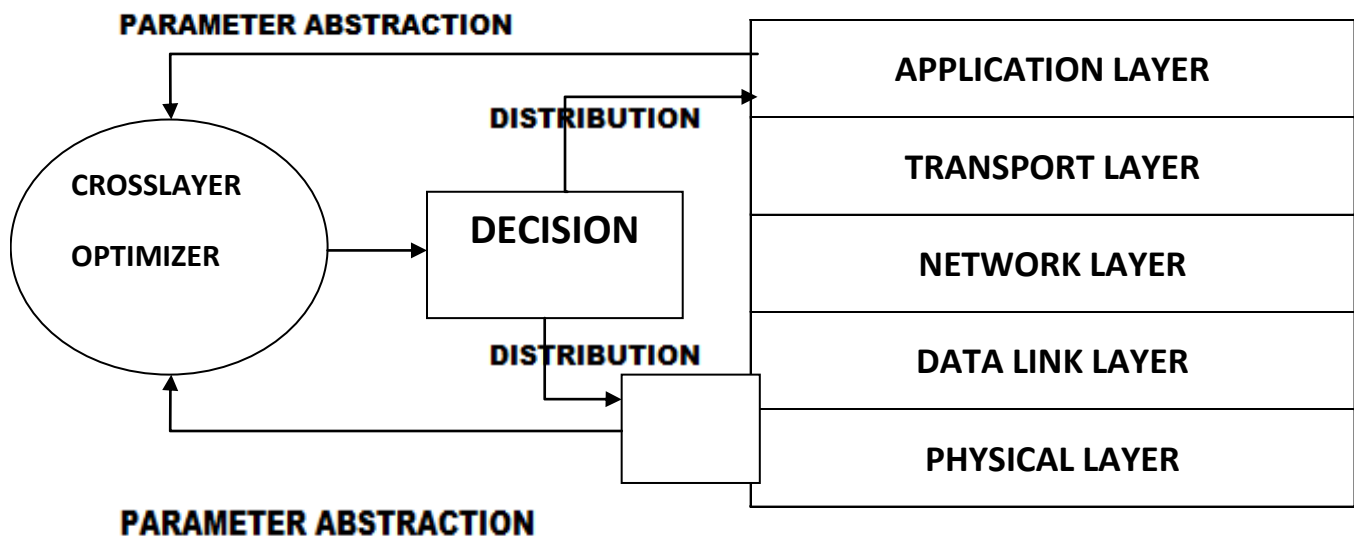 PARAMETER ABSTRACTION
APPLICATION LAYER
DISTRIBUTION
TRANSPORT LAYER
CROSSLAYER
OPTIMIZER
DECISION
NETWORK LAYER
DISTRIBUTION
DATA LINK LAYER
PHYSICAL LAYER
PARAMETER ABSTRACTION